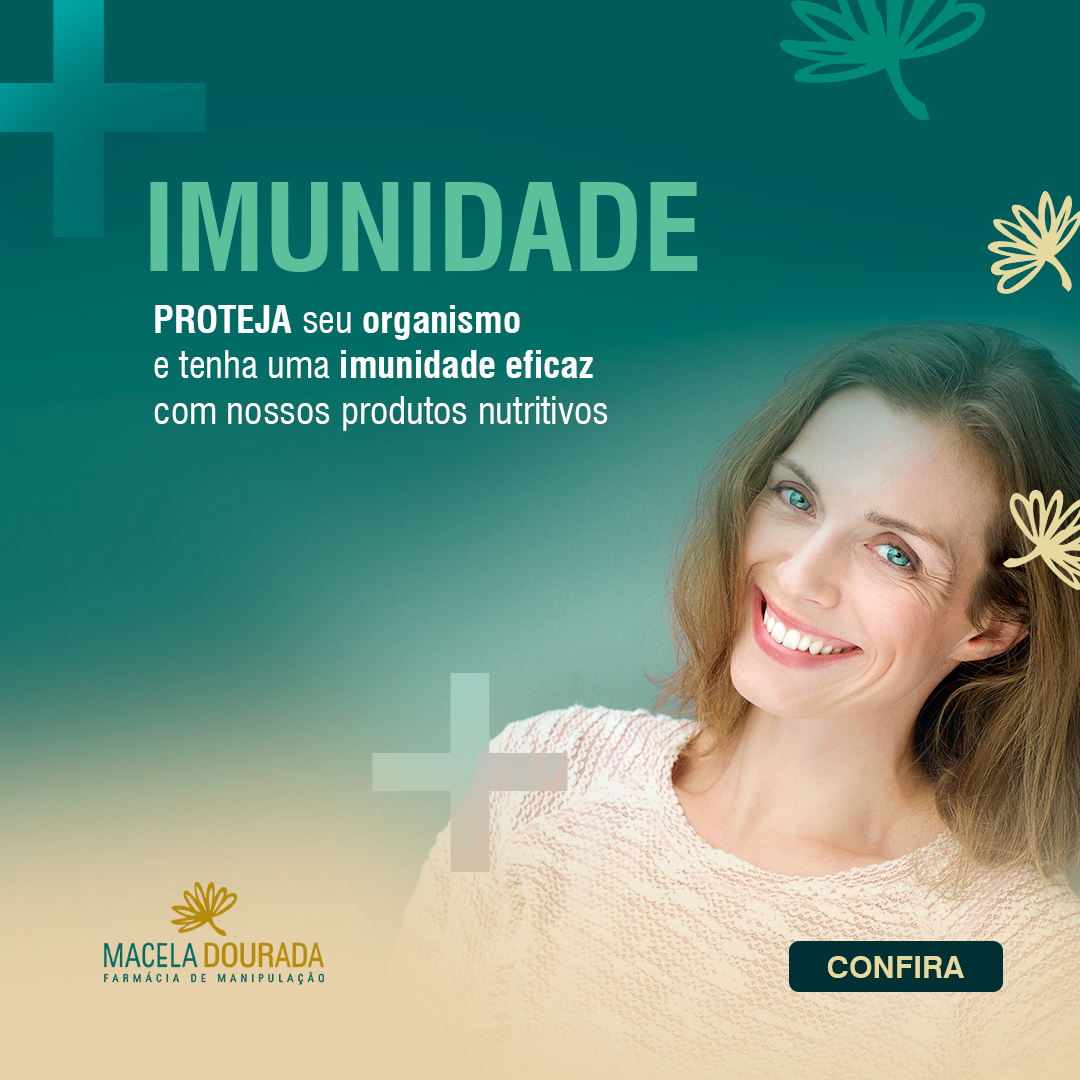 IMUNIDADE
PROTEJA seu organismo
e tenha uma imunidade eficaz
com nossos produtos nutritivos
MACELA DOURADA
FARMÁCIA DE MANIPULAÇÃO
CONFIRA